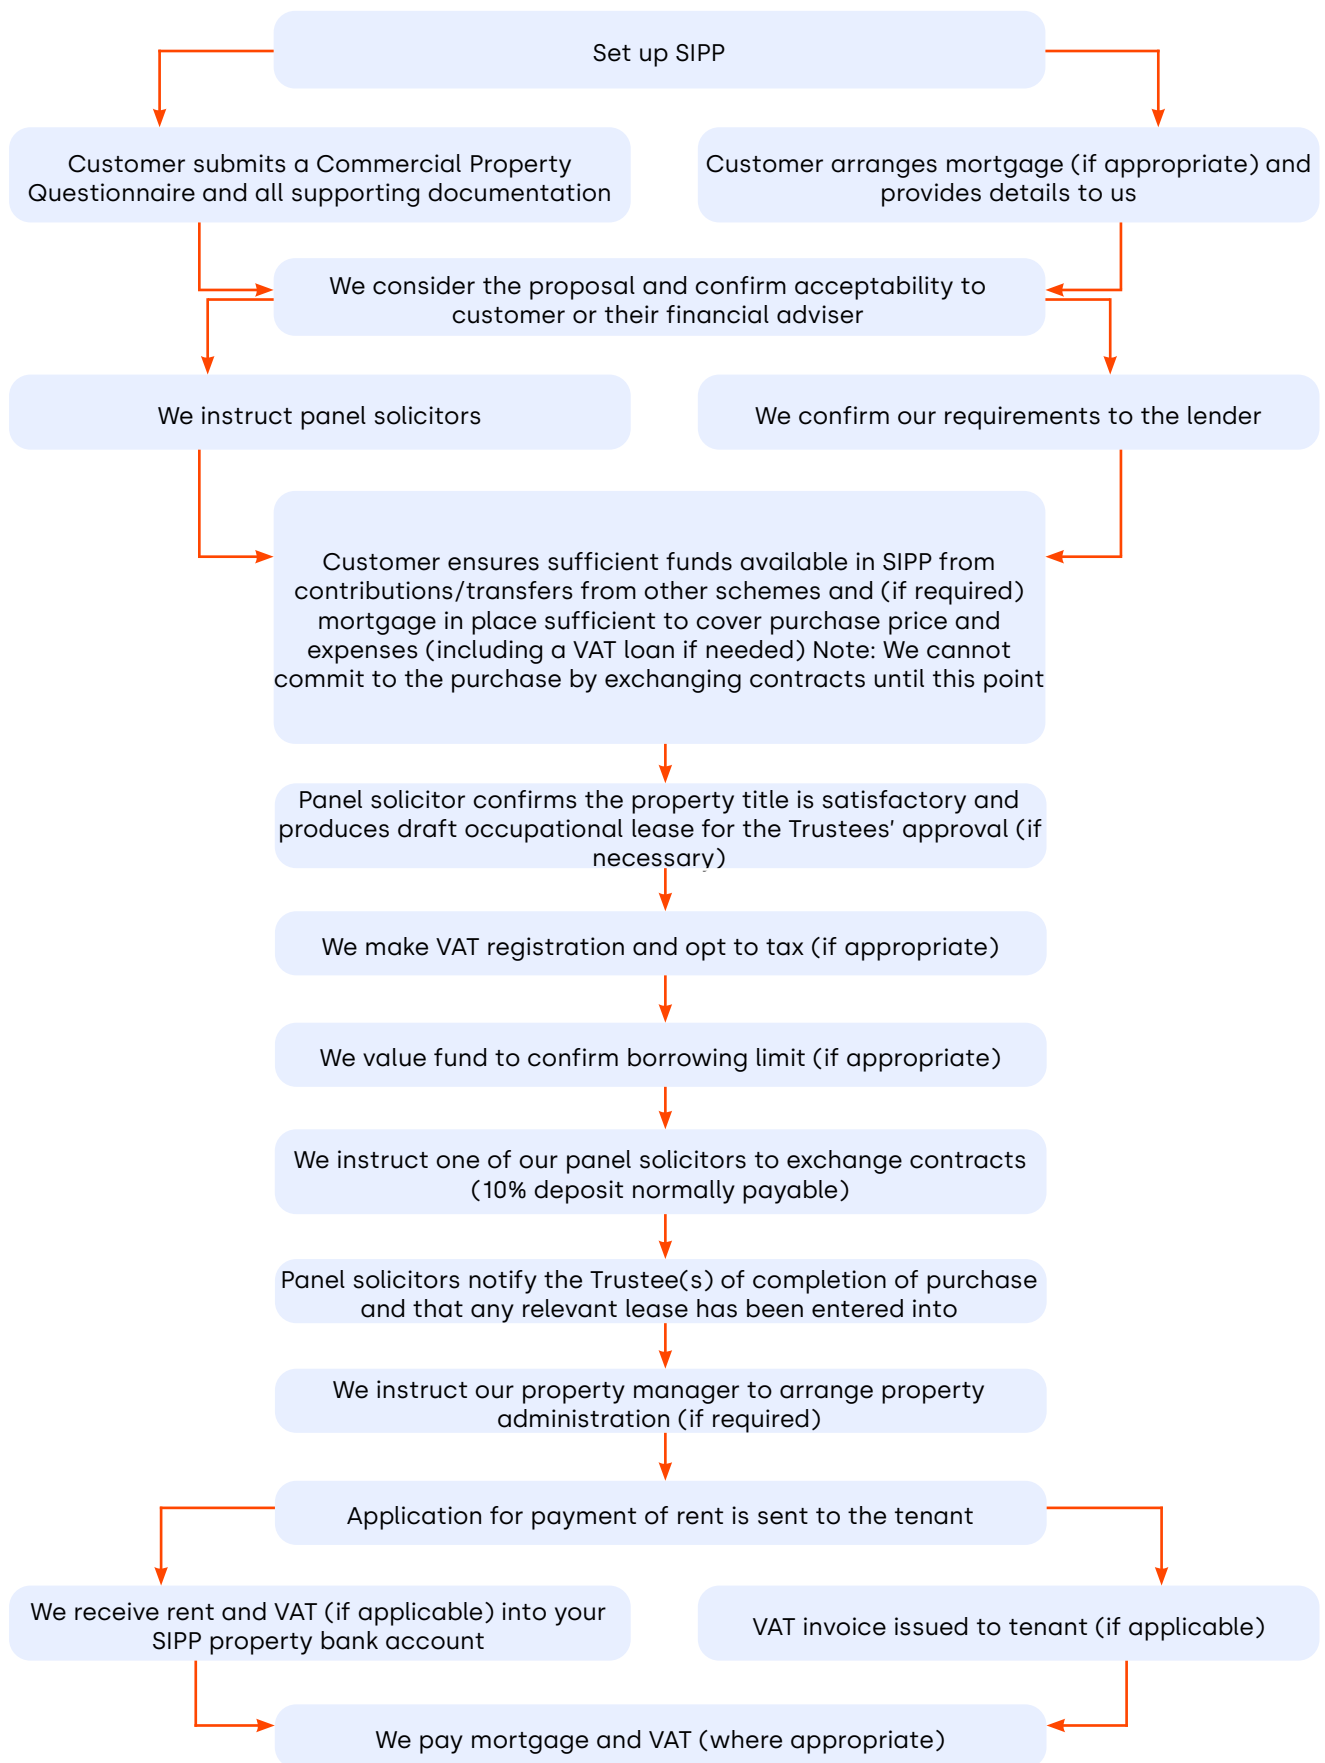 Set up SIPP
Customer submits a Commercial Property
Questionnaire and all supporting documentation
Customer arranges mortgage (if appropriate) and
provides details to us
We consider the proposal and confirm acceptability to
customer or their financial adviser
We instruct panel solicitors
We confirm our requirements to the lender
Customer ensures sufficient funds available in SIPP from
contributions/transfers from other schemes and (if required)
mortgage in place sufficient to cover purchase price and
expenses (including a VAT loan if needed) Note: We cannot
commit to the purchase by exchanging contracts until this point
Panel solicitor confirms the property title is satisfactory and
produces draft occupational lease for the Trustees' approval (if
necessary)
We make VAT registration and opt to tax (if appropriate)
We value fund to confirm borrowing limit (if appropriate)
We instruct one of our panel solicitors to exchange contracts
(10% deposit normally payable)
Panel solicitors notify the Trustee(s) of completion of purchase
and that any relevant lease has been entered into
We instruct our property manager to arrange property
administration (if required)
Application for payment of rent is sent to the tenant
We receive rent and VAT (if applicable) into your
SIPP property bank account
VAT invoice issued to tenant (if applicable)
We pay mortgage and VAT (where appropriate)